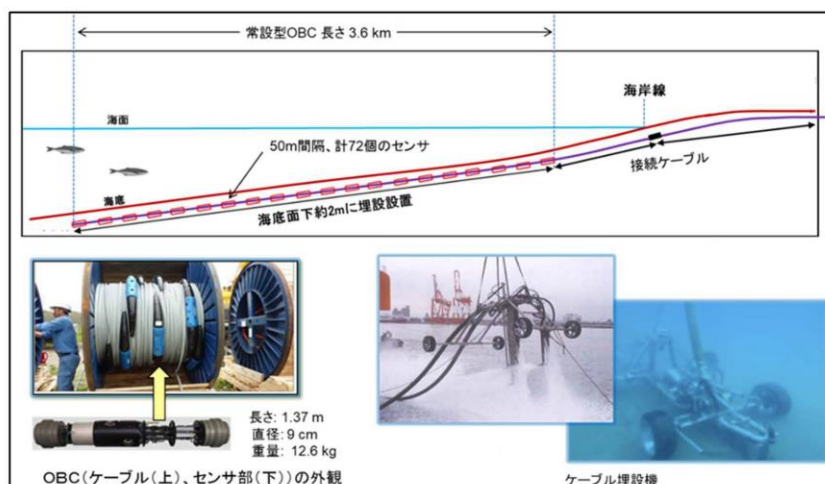 常設型OBC 長さ 3.6 km
海岸線
海面
50m間隔、計72個のセンサ
接続ケーブル
海底
海底面下約2mに埋設設置
長さ: 1.37 m
直径: 9 cm
重量: 12.6 kg
OBC(ケーブル(上)、センサ部(下))の外観
ケーブル埋設機